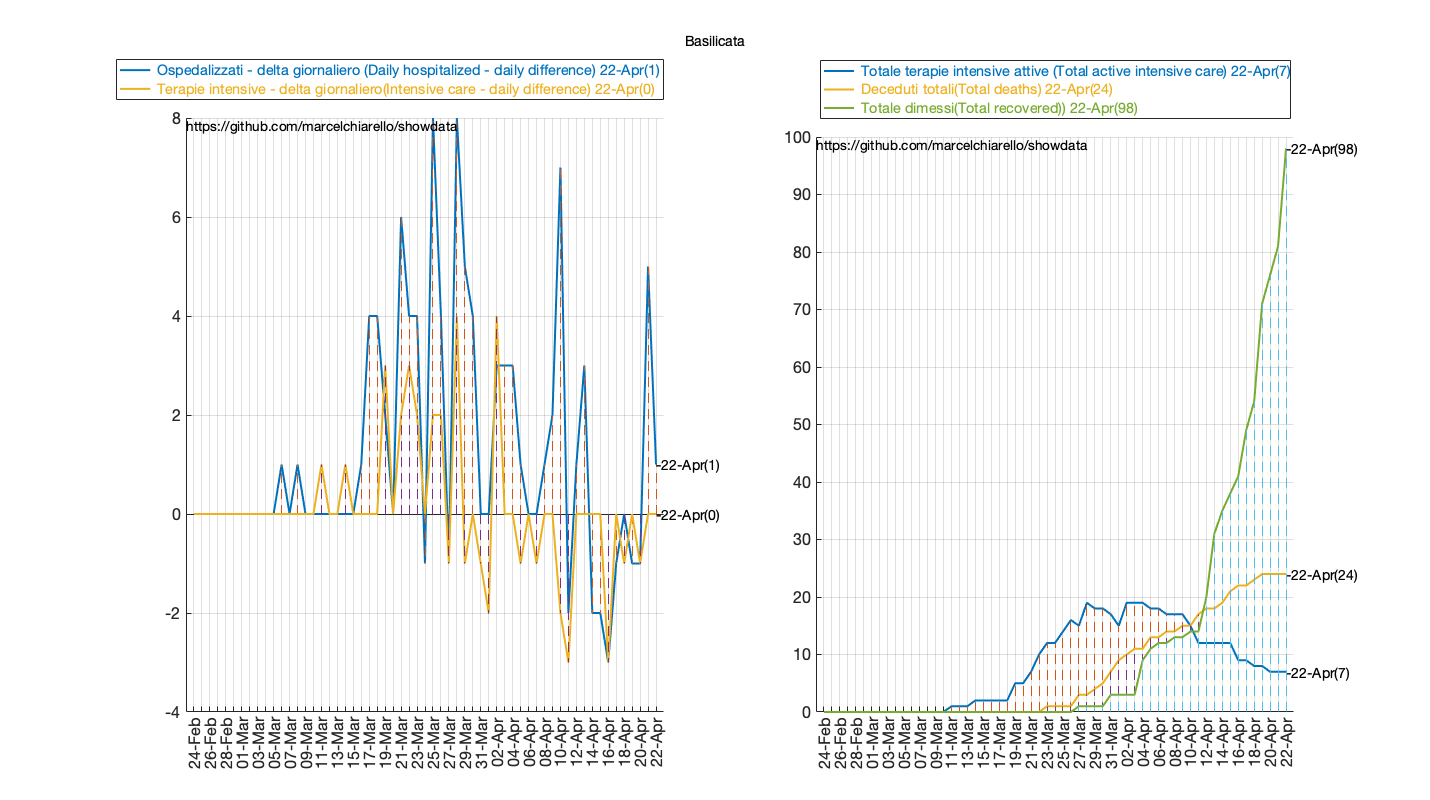 Basilicata
Ospedalizzati - delta giornaliero (Daily hospitalized - daily difference) 22-Apr(1)
Terapie intensive - delta giornaliero(Intensive care - daily difference) 22-Apr(0)
https://github.com/marcelchiarello/showdata
8
6
4
2
0
-2
-4
22-Apr(1)
22-Apr(0)
24-Feb
26-Feb
28-Feb
01-Mar
03-Mar
05-Mar
07-Mar
09-Mar
11-Mar
13-Mar
15-Mar
17-Mar
19-Mar
21-Mar
23-Mar
25-Mar
27-Mar
29-Mar
31-Mar
02-Apr
04-Apr
06-Apr
08-Apr
10-Apr
12-Apr
14-Apr
16-Apr
18-Apr
20-Apr
22-Apr
Totale terapie intensive attive (Total active intensive care) 22-Apr(7)
Deceduti totali(Total deaths) 22-Apr(24)
Totale dimessi(Total recovered)) 22-Apr(98)
https://github.com/marcelchiarello/showdata
100
90
80
70
60
50
40
30
20
10
0
22-Apr(98)
22-Apr(24)
22-Apr(7)
24-Feb
26-Feb
28-Feb
01-Mar
03-Mar
05-Mar
07-Mar
09-Mar
11-Mar
13-Mar
15-Mar
17-Mar
19-Mar
21-Mar
23-Mar
25-Mar
27-Mar
29-Mar
31-Mar
02-Apr
04-Apr
06-Apr
08-Apr
10-Apr
12-Apr
14-Apr
16-Apr
18-Apr
20-Apr
22-Apr